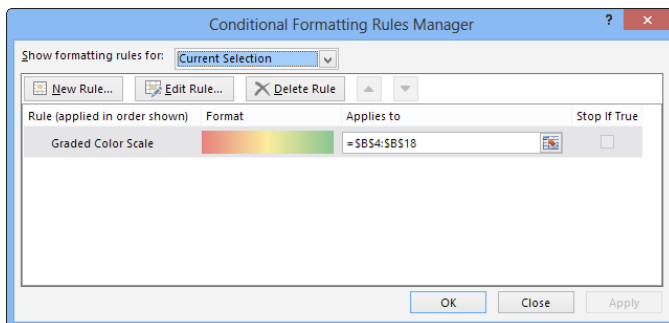 Conditional Formatting Rules Manager ? ×
Show formatting rules for: Current Selection
New Rule... Edit Rule... Delete Rule
Rule (applied in order shown) Format Applies to Stop If True
Graded Color Scale =$B$4:$B$18
OK Close Apply